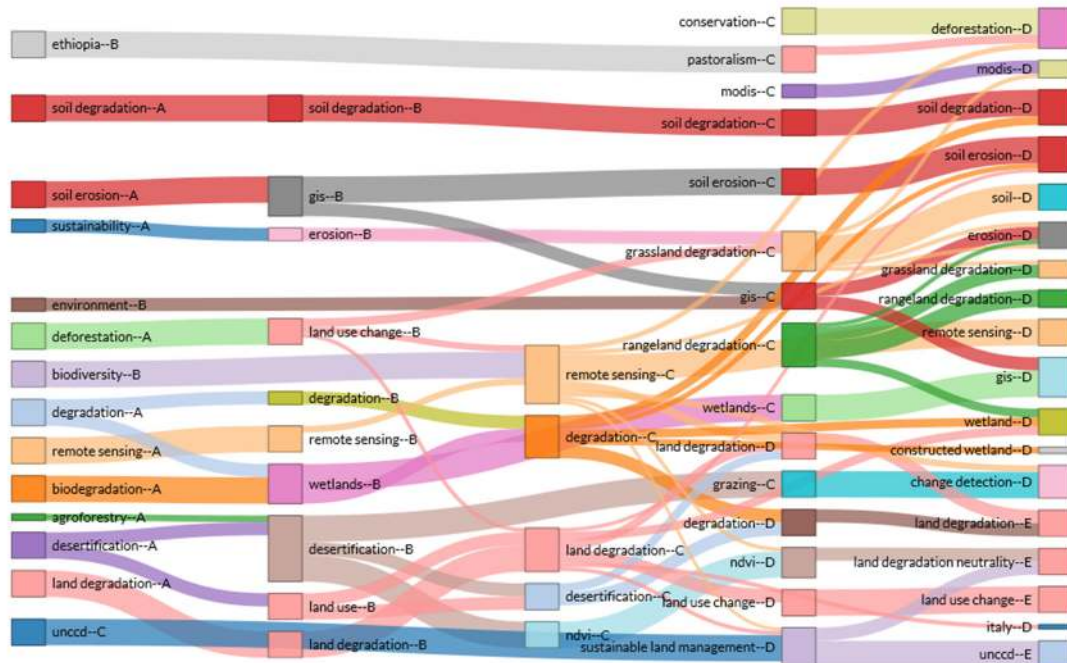 ethiopia--B
soil degradation--A
soil erosion--A
sustainability--A
environment--B
deforestation--A
biodiversity--B
degradation--A
remote sensing--A
biodegradation--A
agroforestry--A
desertification--A
land degradation--A
unccd--C
soil degradation--B
gis--B
erosion--B
land use change--B
degradation--B
remote sensing--B
wetlands--B
desertification--B
land use--B
land degradation--B
remote sensing--C
degradation--C
land degradation--C
desertification--C
ndvi--C
conservation--C
pastoralism--C
modis--C
soil degradation--C
soil erosion--C
grassland degradation--C
gis--C
rangeland degradation--C
wetlands--C
land degradation--D
grazing--C
degradation--D
ndvi--D
land use change--D
sustainable land management--D
deforestation--D
modis--D
soil degradation--D
soil erosion--D
soil--D
erosion--D
grassland degradation--D
rangeland degradation--D
remote sensing--D
gis--D
wetland--D
constructed wetland--D
change detection--D
land degradation--E
land degradation neutrality--E
land use change--E
italy--D
unccd--E